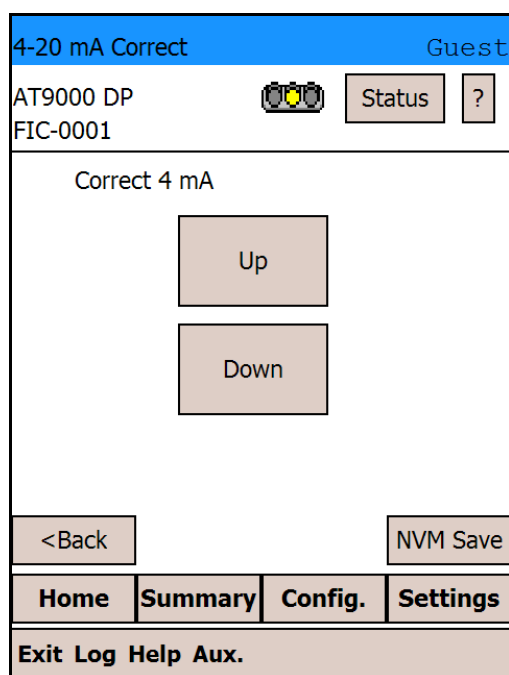 4-20 mA Correct Guest
AT9000 DP Status ?
FIC-0001
Correct 4 mA
Up
Down
<Back NVM Save
Home Summary Config. Settings
Exit Log Help Aux.